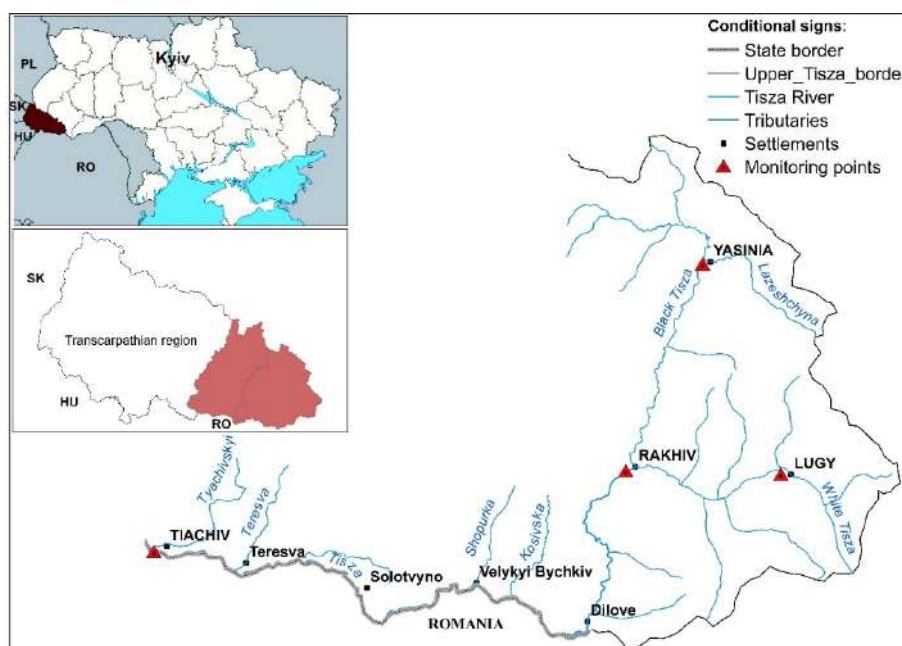 Kyiv
PL
SK
HU
RO
Conditional signs:
State border
Upper_Tisza_borde
Tisza River
Tributaries
Settlements
Monitoring points
SK
Transcarpathian region
HU
RO
YASINIA
Black Tisza
Lazeshchyna
RAKHIV
LUGY
White Tisza
Tyachivskyi
Teresva
TIACHIV
Teresva
Tisza
Solotvyno
Shopurka
Kosivska
Velykyi Bychkiv
Dilove
ROMANIA